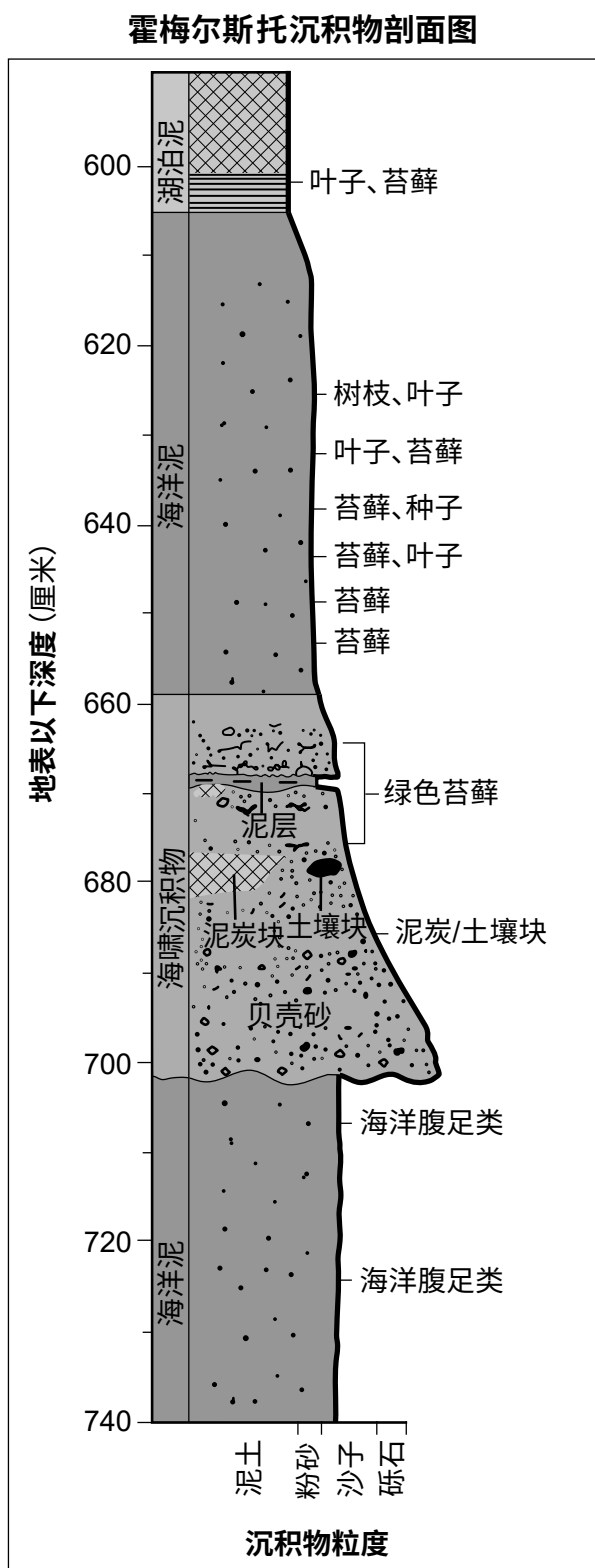 霍梅尔斯托沉积物剖面图
湖泊泥
600
叶子、苔藓
海洋泥
620
树枝、叶子
叶子、苔藓
苔藓、种子
640
苔藓、叶子
苔藓
苔藓
地表以下深度 (厘米)
660
海啸沉积物
绿色苔藓
泥层
680
泥炭块
土壤块
泥炭/土壤块
贝壳砂
700
海洋泥
海洋腹足类
720
海洋腹足类
740
泥土
粉砂
沙子
砾石
沉积物粒度